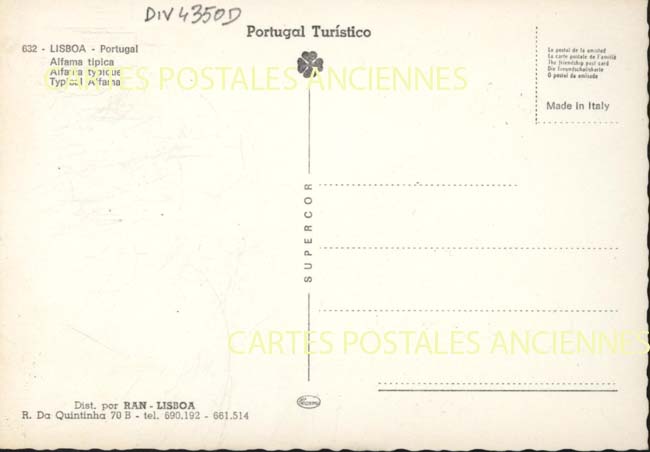 DIV 4350D
Portugal Turístico
632 - LISBOA - Portugal
Alfama tipica
Alfama typique
Typical Alfama
CARTES POSTALES ANCIENNES
Le postal de la amistad
La carte postale de l'amitié
The friendship post card
Die Freundschaftskarte
O postal da amizade
Made in Italy
SUPERCOR
CARTES POSTALES ANCIENNES
Dist. por RAN - LISBOA
R. Da Quintinha 70 B - tel. 690.192 - 661.514